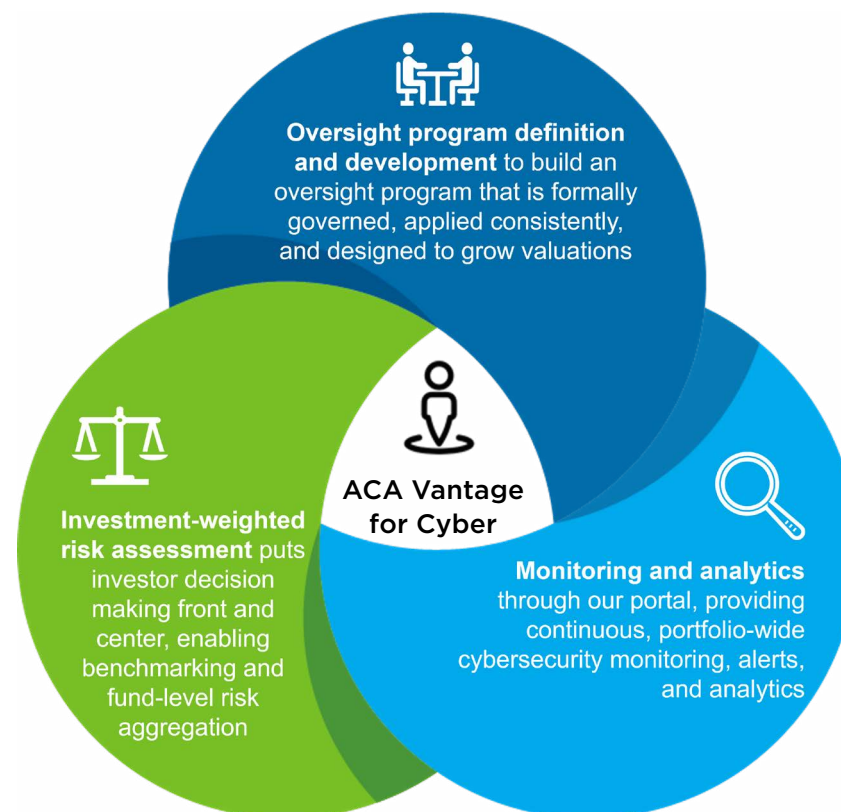 Oversight program definition
and development to build an
oversight program that is formally
governed, applied consistently,
and designed to grow valuations
ACA Vantage
for Cyber
Investment-weighted
risk assessment puts
investor decision
making front and
center, enabling
benchmarking and
fund-level risk
aggregation
Monitoring and analytics
through our portal, providing
continuous, portfolio-wide
cybersecurity monitoring, alerts,
and analytics